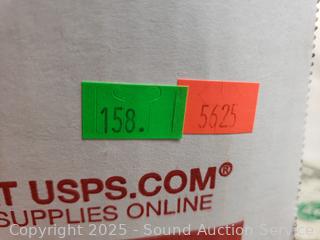 158.
5625
T USPS.COM®
SUPPLIES ONLINE
Copyright 2025 - Sound Auction Service